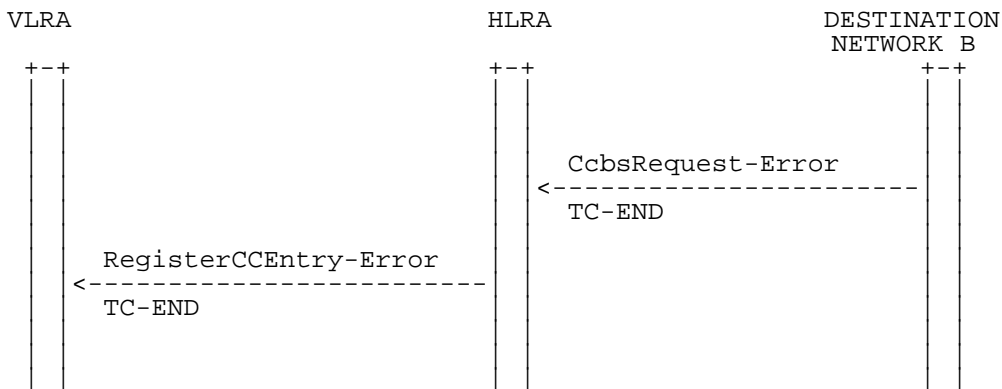 VLRA HLRA DESTINATION
NETWORK B
CcbsRequest-Error
TC-END
RegisterCCEntry-Error
TC-END